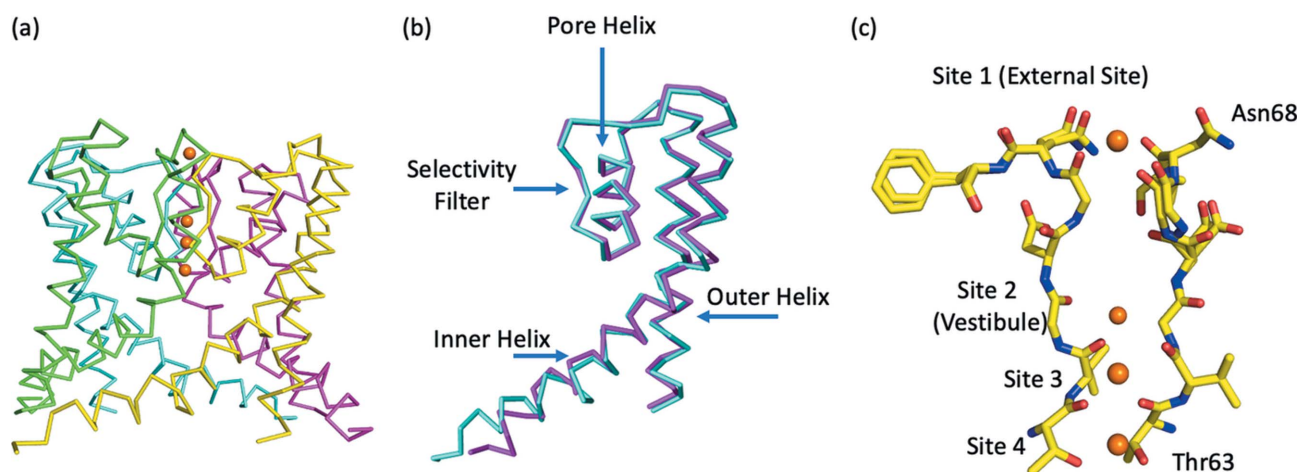 (a)
(b)
Pore Helix
Selectivity
Filter
Outer Helix
Inner Helix
(c)
Site 1 (External Site)
Asn68
Site 2
(Vestibule)
Site 3
Site 4
Thr63